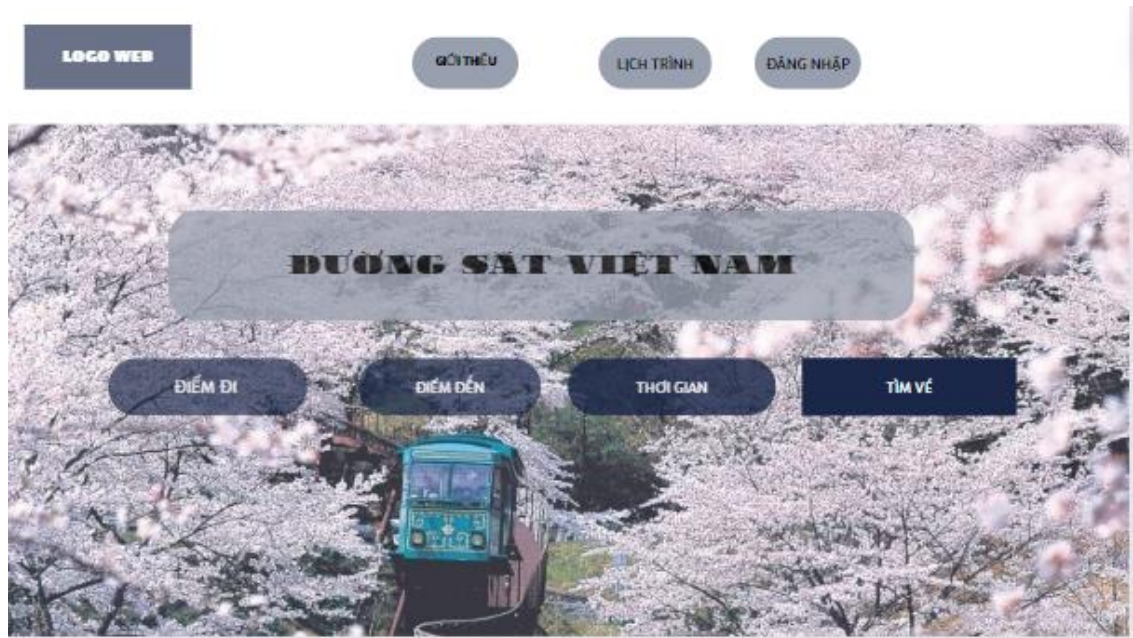 LOGO WEB
GIỚI THIỆU
LỊCH TRÌNH
ĐĂNG NHẬP
ĐƯỜNG SẮT VIỆT NAM
ĐIỂM ĐI
ĐIỂM ĐẾN
THƠI GIAN
TÌM VÉ